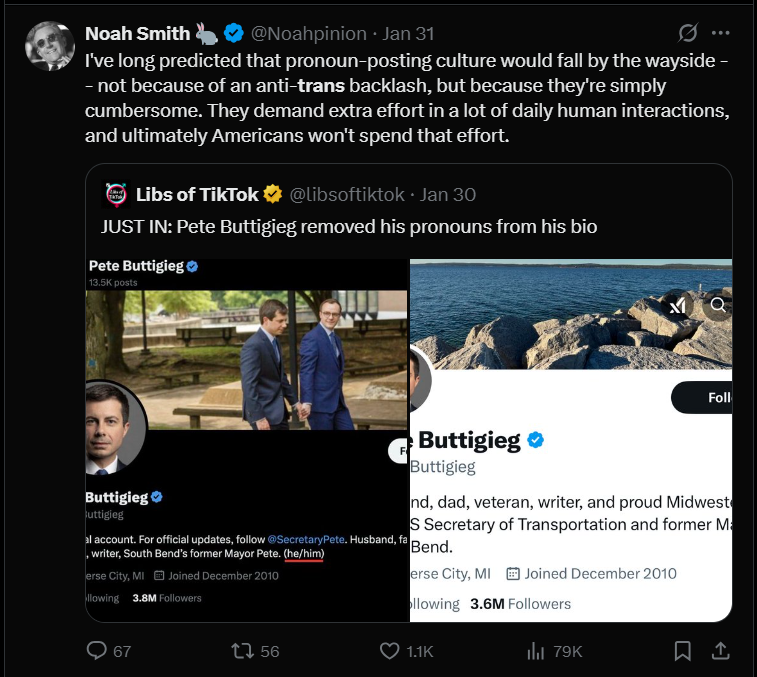 Noah Smith @Noahpinion · Jan 31
I've long predicted that pronoun-posting culture would fall by the wayside -
- not because of an anti-trans backlash, but because they're simply
cumbersome. They demand extra effort in a lot of daily human interactions,
and ultimately Americans won't spend that effort.
Libs of TikTok @libsoftiktok · Jan 30
JUST IN: Pete Buttigieg removed his pronouns from his bio
Pete Buttigieg
13.5K posts
Buttigieg
uttigieg
al account. For official updates, follow @SecretaryPete. Husband, fa
, writer, South Bend's former Mayor Pete. (he/him)
erse City, MI Joined December 2010
llowing 3.8M Followers
Foll
e Buttigieg
Buttigieg
nd, dad, veteran, writer, and proud Midweste
S Secretary of Transportation and former Ma
Bend.
erse City, MI Joined December 2010
ollowing 3.6M Followers
67 56 1.1K 79K